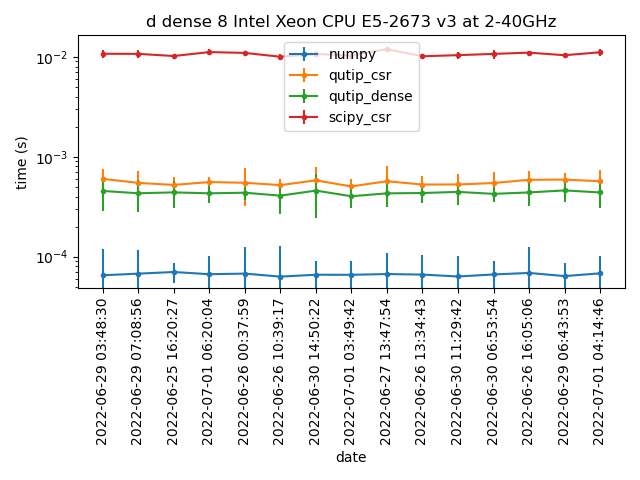 d dense 8 Intel Xeon CPU E5-2673 v3 at 2-40GHz
numpy
qutip_csr
qutip_dense
scipy_csr
time (s)
10⁻²
10⁻³
10⁻⁴
2022-06-29 03:48:30
2022-06-29 07:08:56
2022-06-25 16:20:27
2022-07-01 06:20:04
2022-06-26 00:37:59
2022-06-26 10:39:17
2022-06-30 14:50:22
2022-07-01 03:49:42
2022-06-27 13:47:54
2022-06-26 13:34:43
2022-06-30 11:29:42
2022-06-30 06:53:54
2022-06-26 16:05:06
2022-06-29 06:43:53
2022-07-01 04:14:46
date